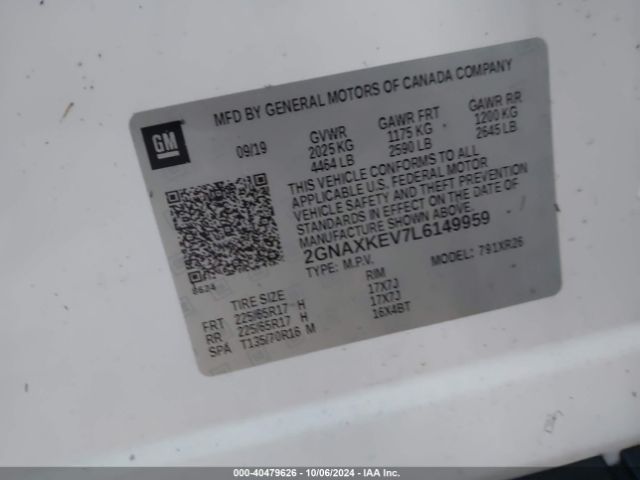 MFD BY GENERAL MOTORS OF CANADA COMPANY
GM
09/19 GVWR GAWR FRT GAWR RR
2025 KG 1175 KG 1200 KG
4464 LB 2590 LB 2645 LB
THIS VEHICLE CONFORMS TO ALL
APPLICABLE U.S. FEDERAL MOTOR
VEHICLE SAFETY AND THEFT PREVENTION
STANDARDS IN EFFECT ON THE DATE OF
MANUFACTURE SHOWN ABOVE.
2GNAXKEV7L6149959
TYPE: M.P.V. MODEL: 791XR26
8624
TIRE SIZE RIM
FRT 225/65R17 H 17X7J
RR 225/65R17 H 17X7J
SPA T135/70R16 M 16X4BT
000-40479626 - 10/06/2024 - IAA Inc.